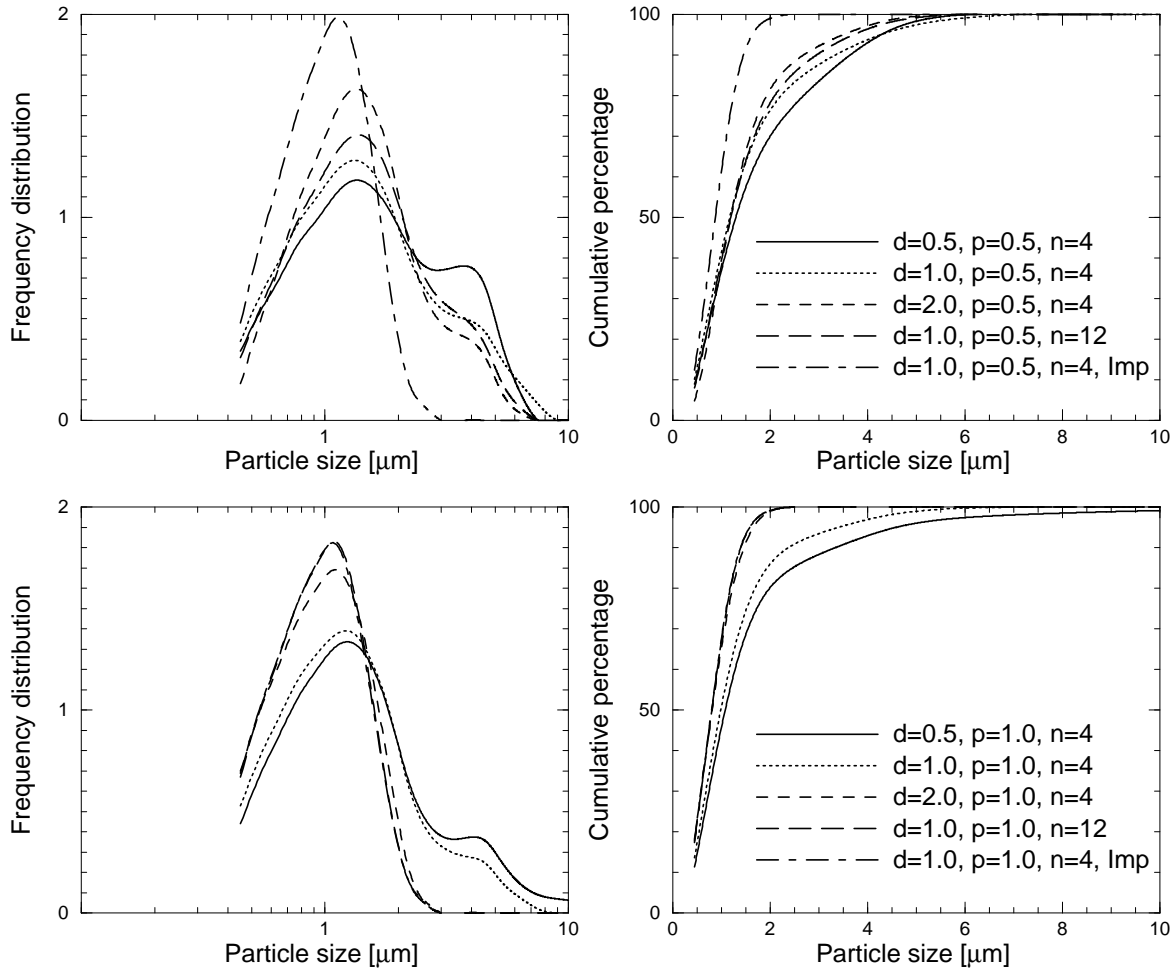 2
1
0
Frequency distribution
1
10
Particle size [μm]
100
50
0
Cumulative percentage
d=0.5, p=0.5, n=4
d=1.0, p=0.5, n=4
d=2.0, p=0.5, n=4
d=1.0, p=0.5, n=12
d=1.0, p=0.5, n=4, Imp
0 2 4 6 8 10
Particle size [μm]
2
1
0
Frequency distribution
1
10
Particle size [μm]
100
50
0
Cumulative percentage
d=0.5, p=1.0, n=4
d=1.0, p=1.0, n=4
d=2.0, p=1.0, n=4
d=1.0, p=1.0, n=12
d=1.0, p=1.0, n=4, Imp
0 2 4 6 8 10
Particle size [μm]